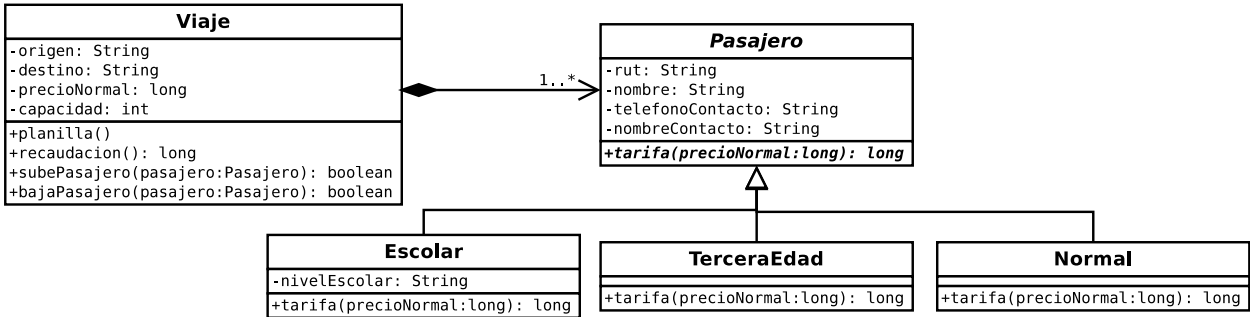 Viaje
-origen: String
-destino: String
-precioNormal: long
-capacidad: int
+planilla()
+recaudacion(): long
+subePasajero(pasajero:Pasajero): boolean
+bajaPasajero(pasajero:Pasajero): boolean
1..*
Pasajero
-rut: String
-nombre: String
-telefonoContacto: String
-nombreContacto: String
+tarifa(precioNormal:long): long
Escolar
-nivelEscolar: String
+tarifa(precioNormal:long): long
TerceraEdad
+tarifa(precioNormal:long): long
Normal
+tarifa(precioNormal:long): long